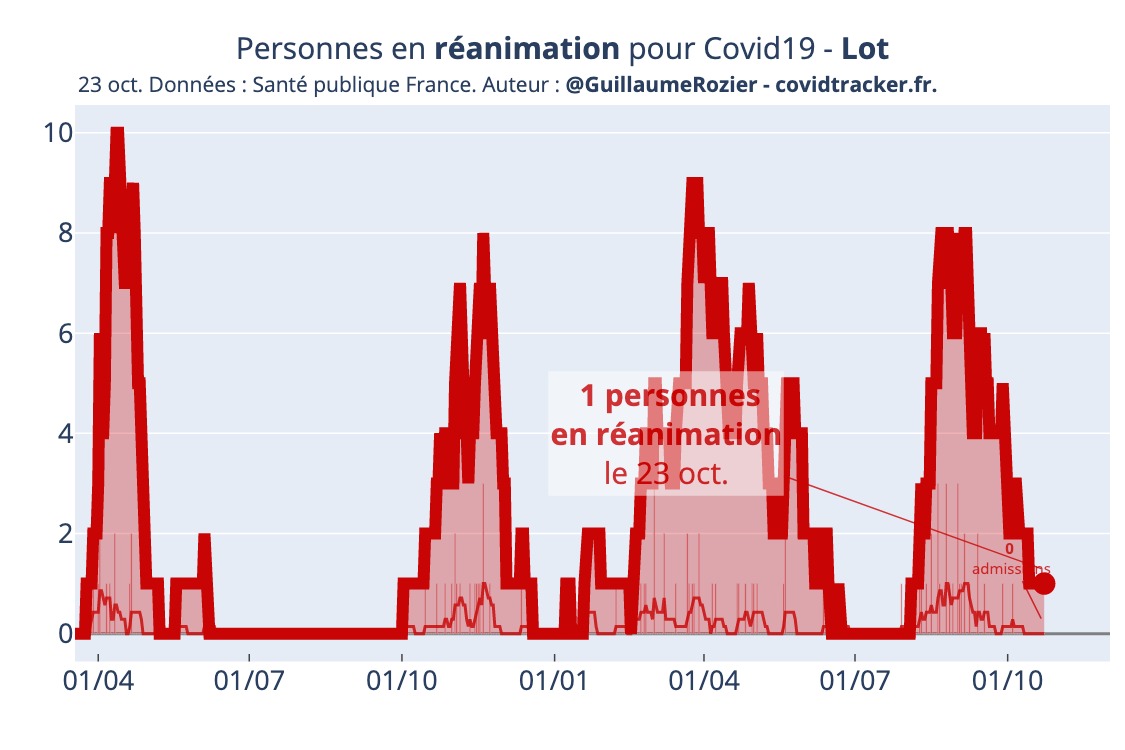 Personnes en réanimation pour Covid19 - Lot
23 oct. Données : Santé publique France. Auteur : @GuillaumeRozier - covidtracker.fr.
10
8
6
4
2
0
1 personnes
en réanimation
le 23 oct.
0
admissions
01/04
01/07
01/10
01/01
01/04
01/07
01/10